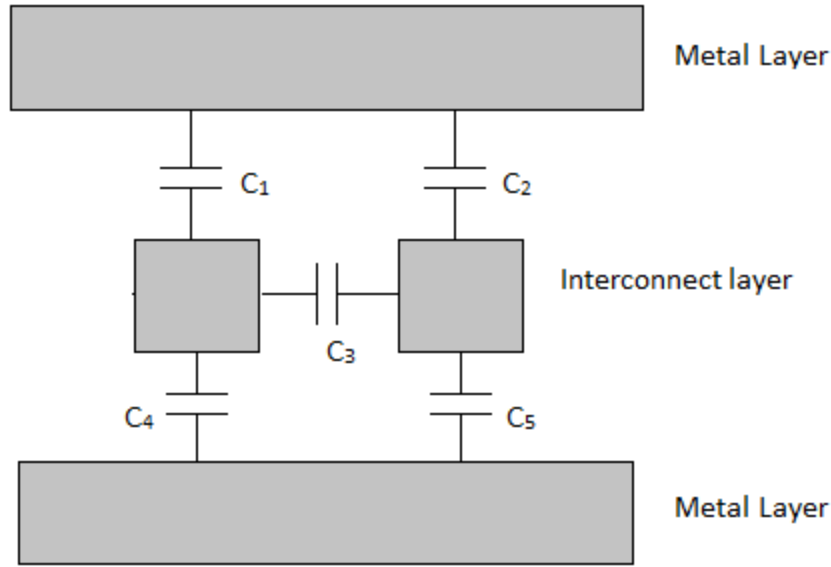 Metal Layer
C₁
C₂
Interconnect layer
C₃
C₄
C₅
Metal Layer